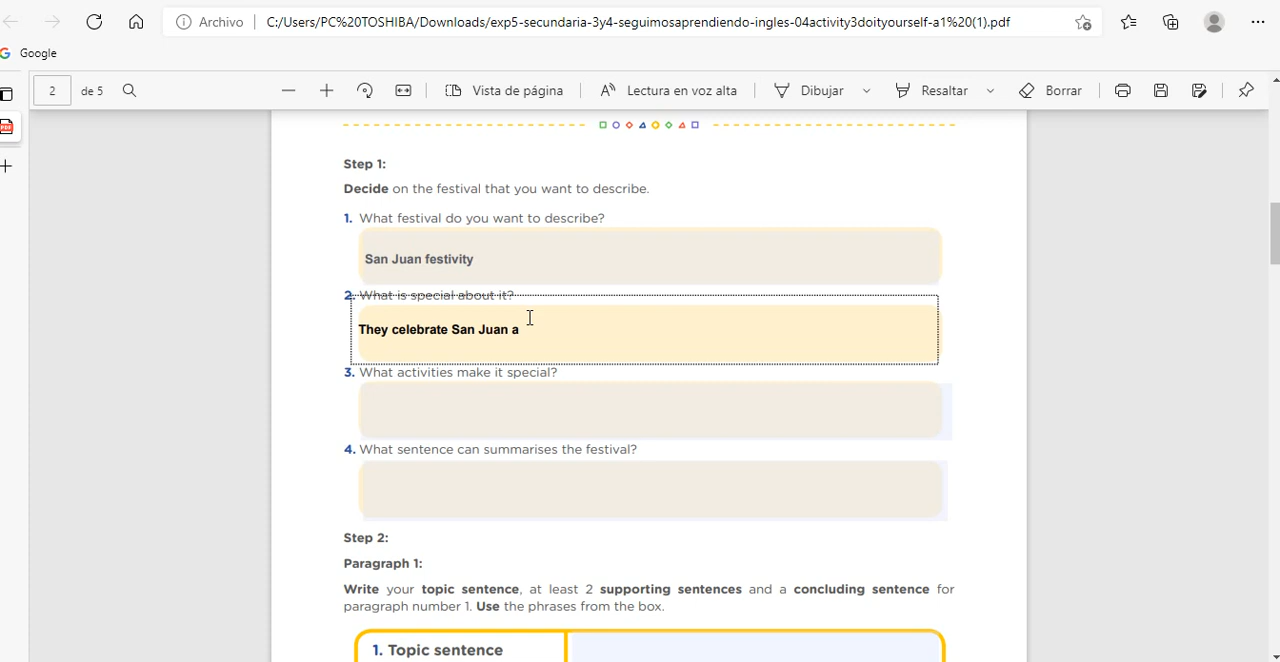 Archivo
C:/Users/PC%20TOSHIBA/Downloads/exp5-secundaria-3y4-seguimosaprendiendo-ingles-04activity3doityourself-a1%20(1).pdf
Google
2 de 5
Vista de página
Lectura en voz alta
Dibujar
Resaltar
Borrar
PDF
Step 1:
Decide on the festival that you want to describe.
1. What festival do you want to describe?
San Juan festivity
2. What is special about it?
They celebrate San Juan a
3. What activities make it special?
4. What sentence can summarises the festival?
Step 2:
Paragraph 1:
Write your topic sentence, at least 2 supporting sentences and a concluding sentence for
paragraph number 1. Use the phrases from the box.
1. Topic sentence